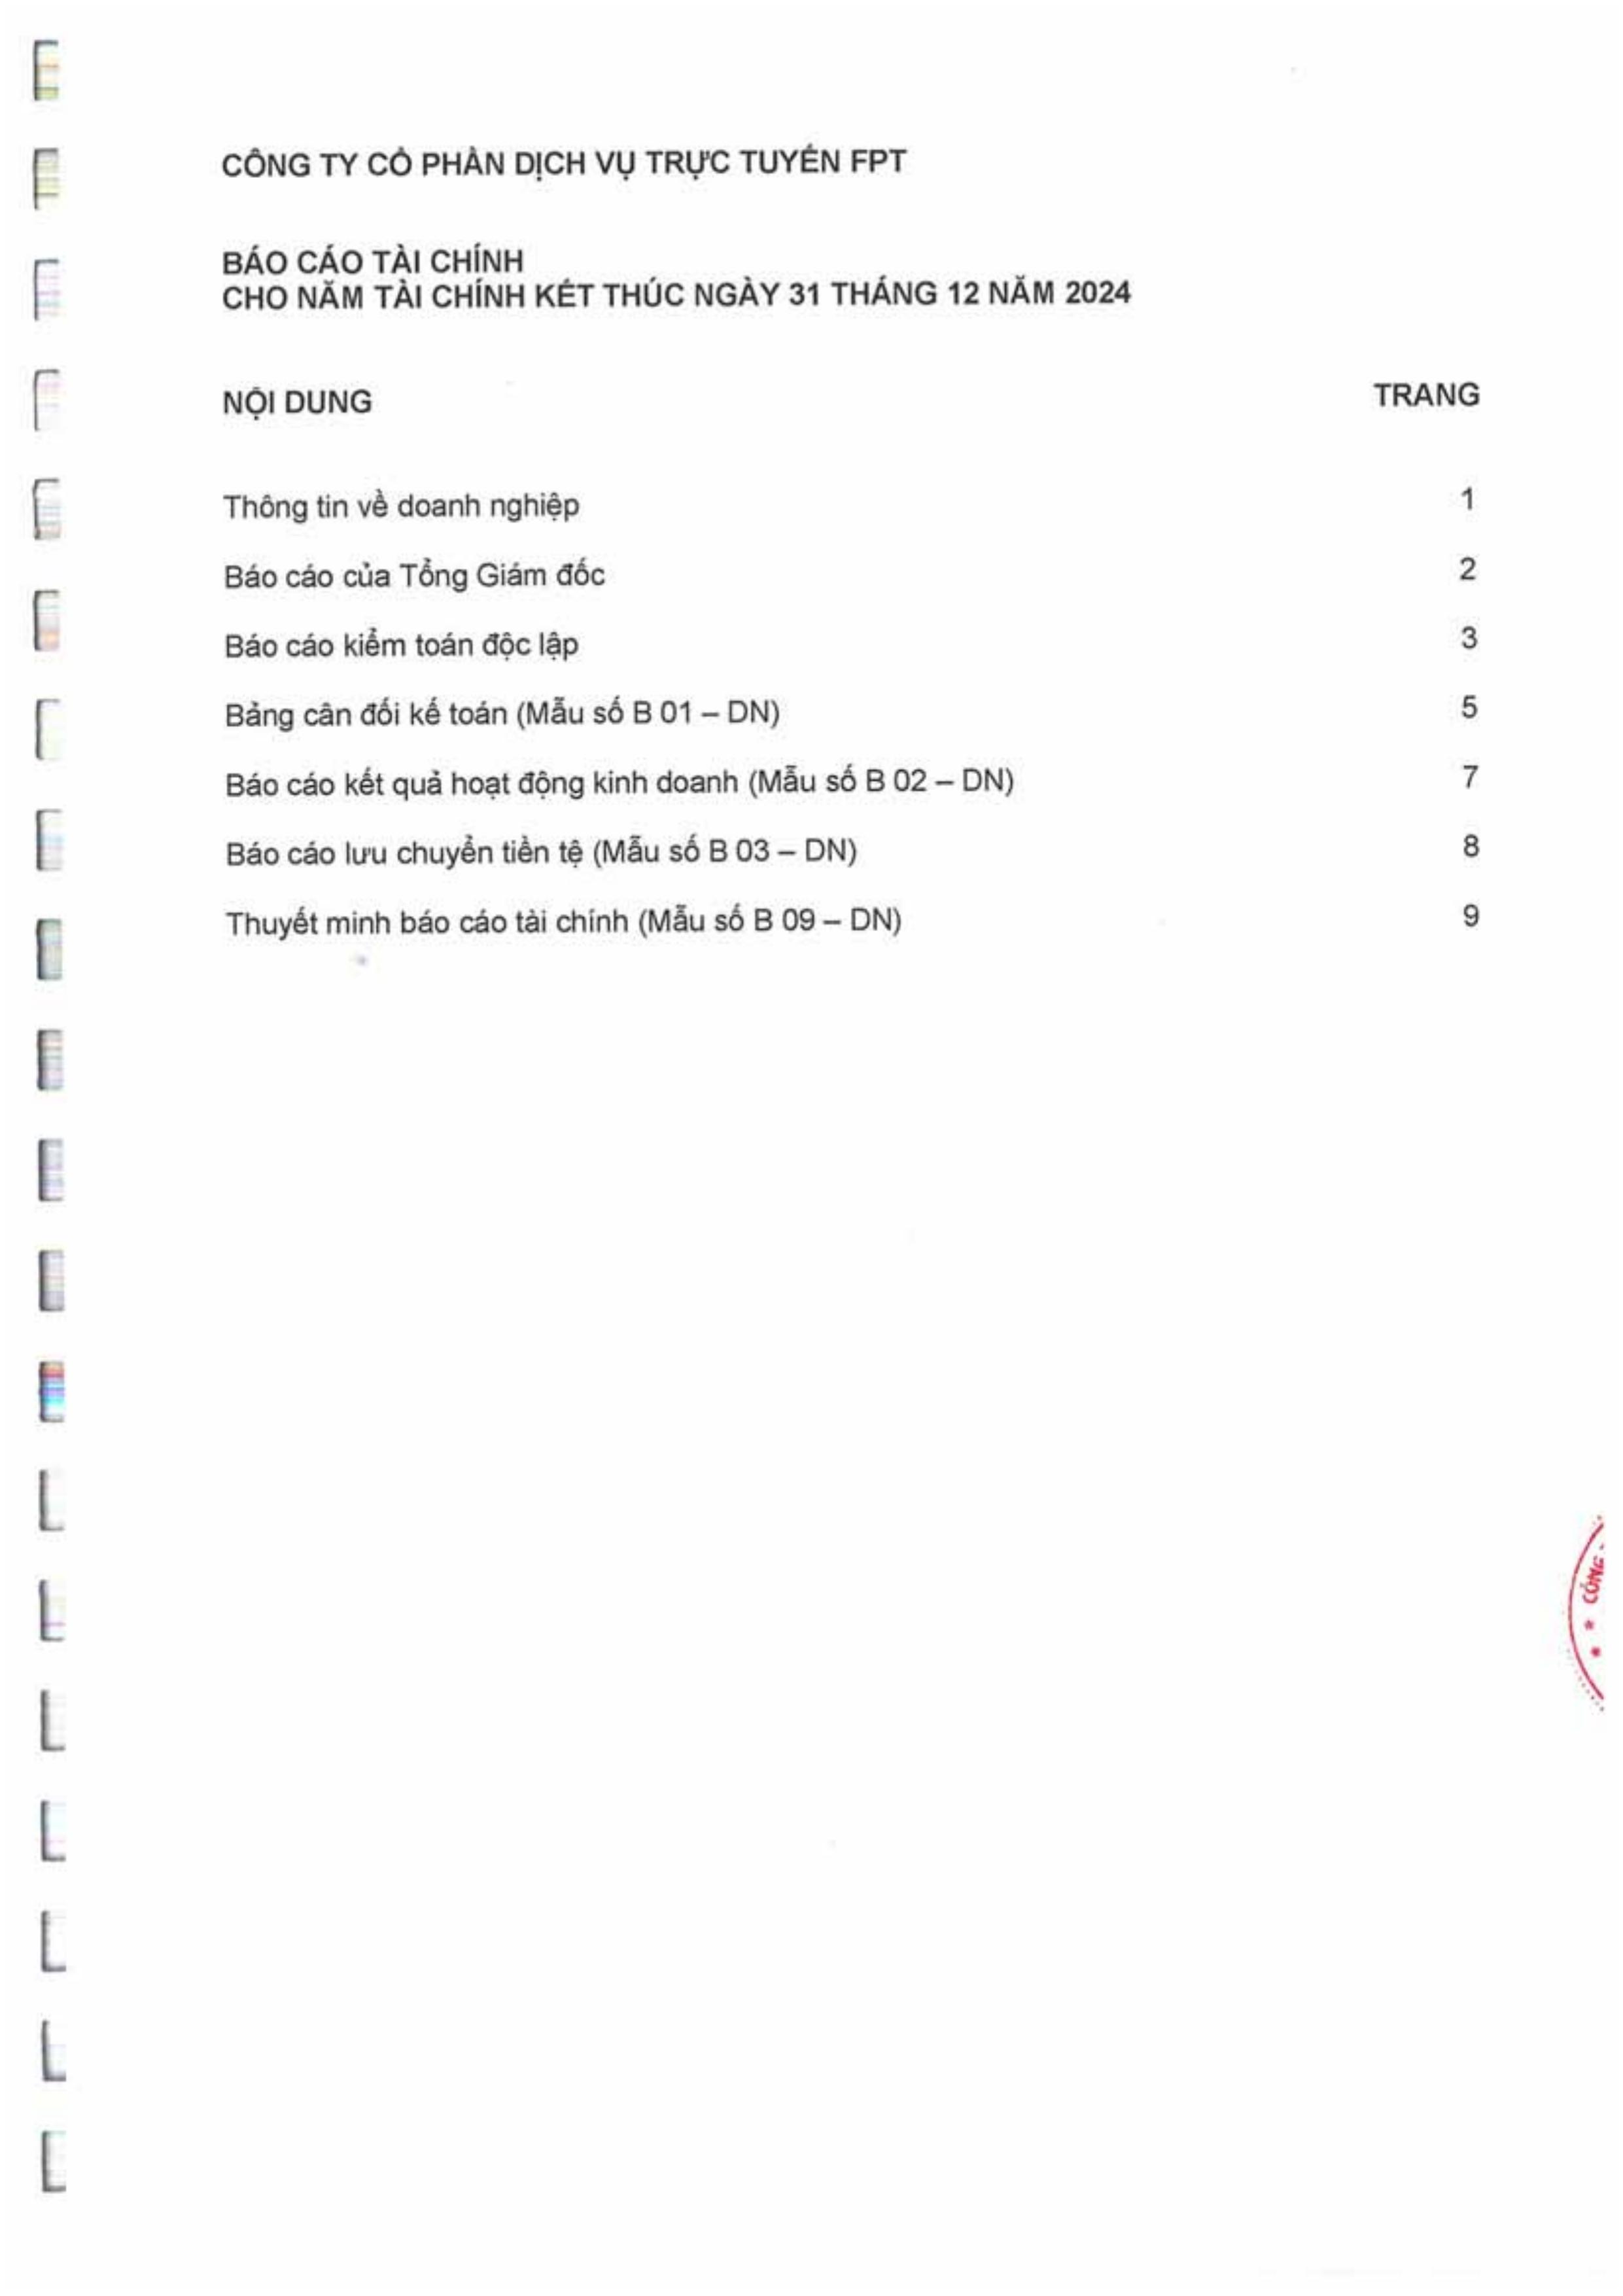 CÔNG TY CỔ PHẦN DỊCH VỤ TRỰC TUYẾN FPT
BÁO CÁO TÀI CHÍNH
CHO NĂM TÀI CHÍNH KẾT THÚC NGÀY 31 THÁNG 12 NĂM 2024
NỘI DUNG TRANG
Thông tin về doanh nghiệp 1
Báo cáo của Tổng Giám đốc 2
Báo cáo kiểm toán độc lập 3
Bảng cân đối kế toán (Mẫu số B 01 – DN) 5
Báo cáo kết quả hoạt động kinh doanh (Mẫu số B 02 – DN) 7
Báo cáo lưu chuyển tiền tệ (Mẫu số B 03 – DN) 8
Thuyết minh báo cáo tài chính (Mẫu số B 09 – DN) 9
CÔNG